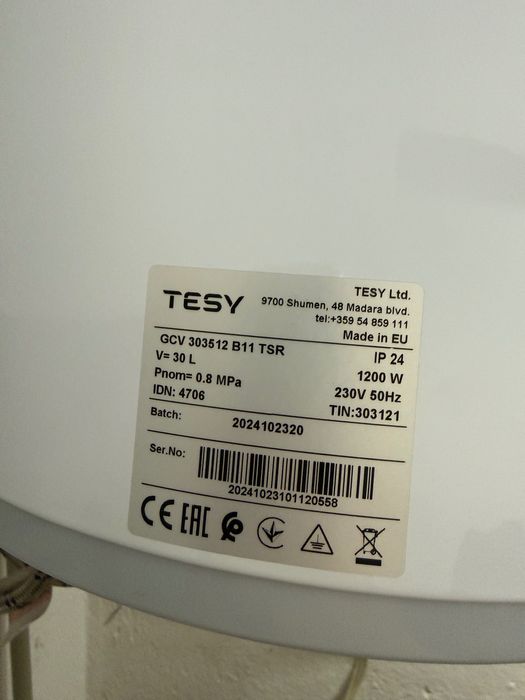 TESY
TESY Ltd.
9700 Shumen, 48 Madara blvd.
tel:+359 54 859 111
Made in EU
GCV 303512 B11 TSR
IP 24
V= 30 L
1200 W
Pnom= 0.8 MPa
230V 50Hz
IDN: 4706
TIN:303121
Batch: 2024102320
Ser.No:
20241023101120558
CE EAC